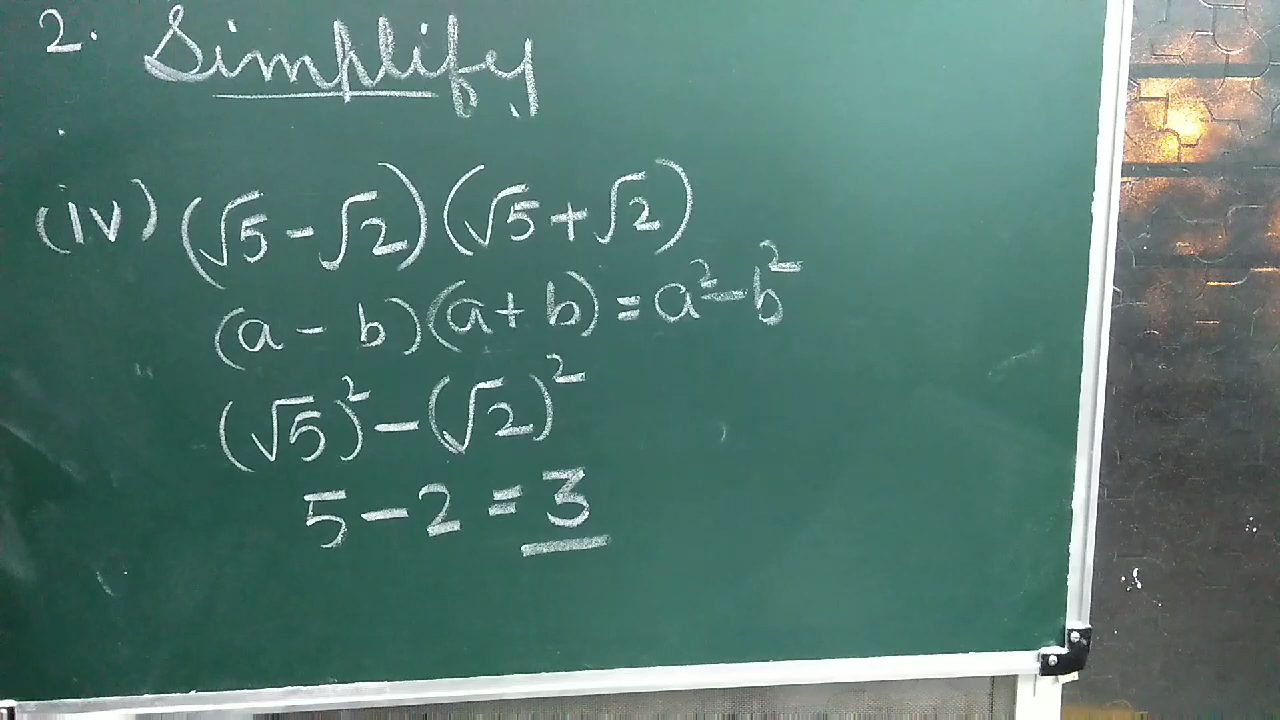 2. Simplify
(iv) (√5-√2)(√5+√2)
(a - b)(a+b) = a²-b²
(√5)²-(√2)²
5-2 = 3